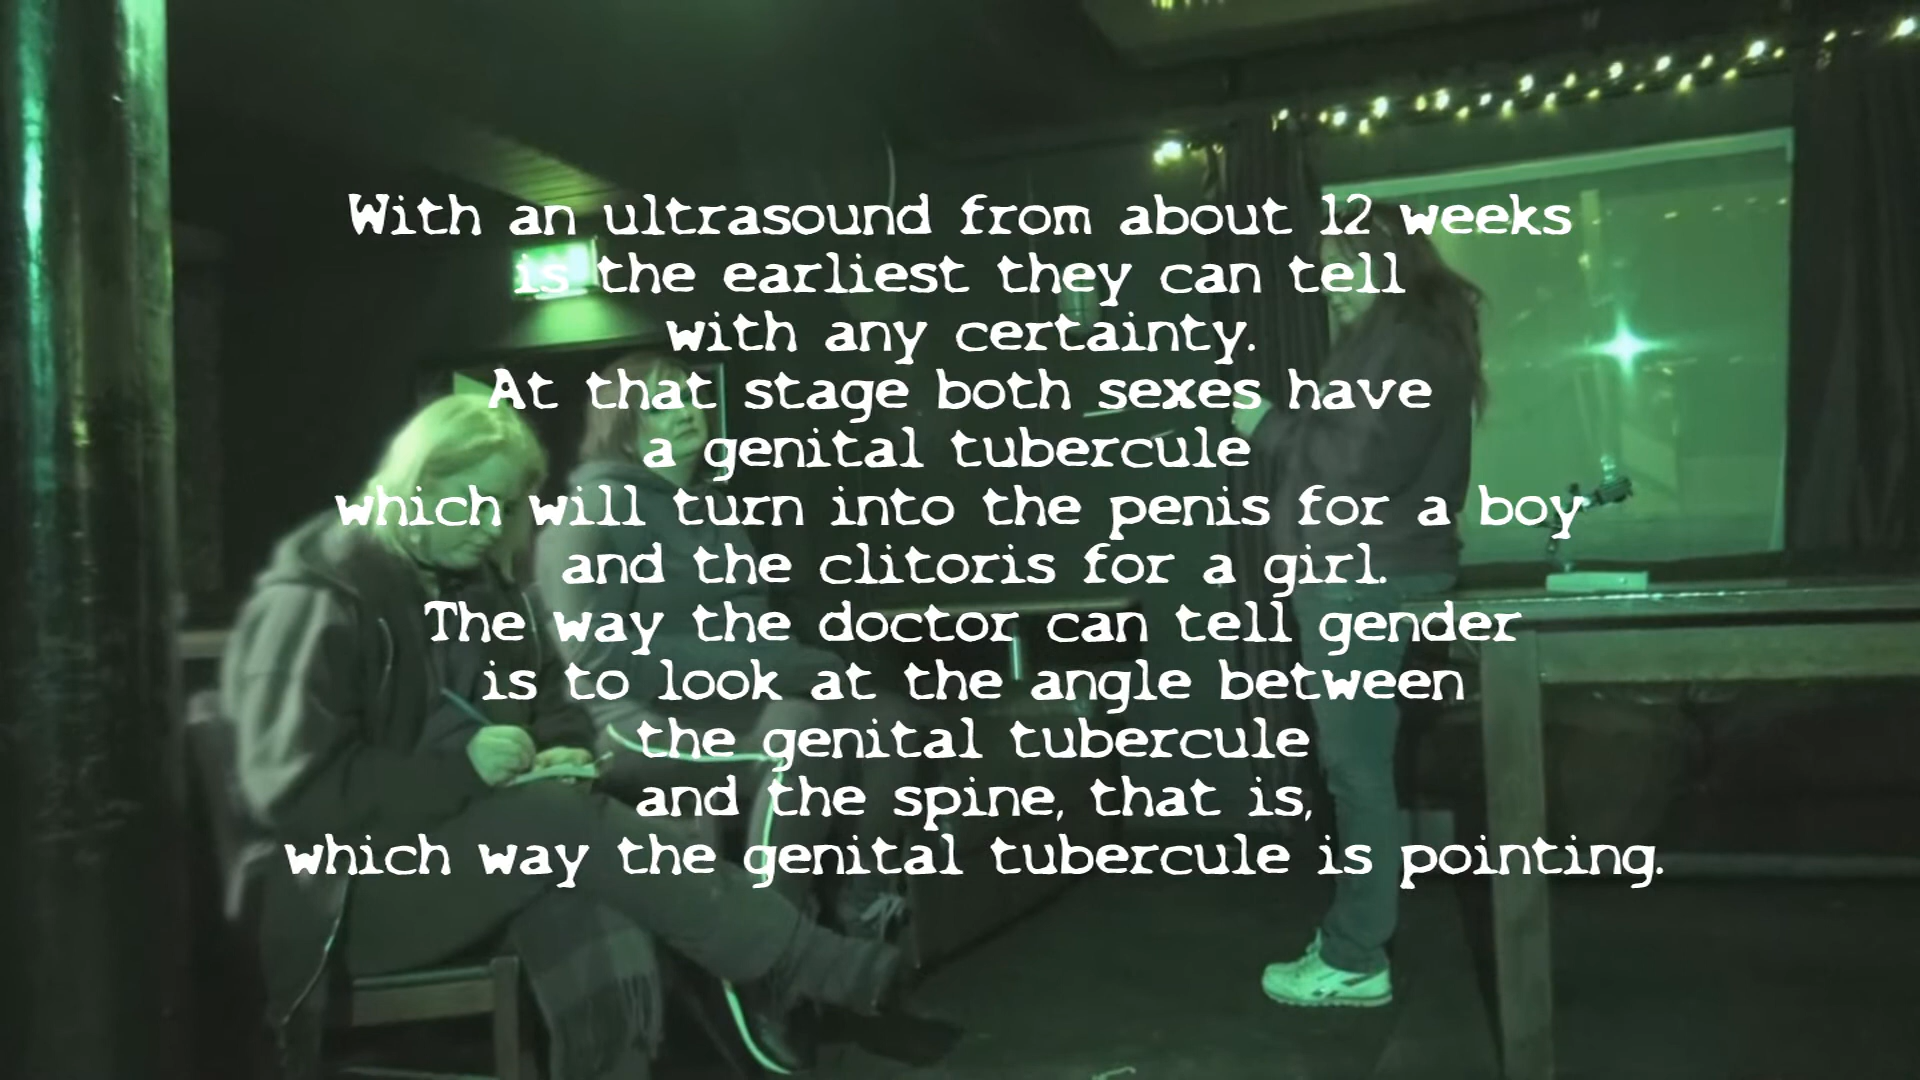 With an ultrasound from about 12 weeks
is the earliest they can tell
with any certainty.
At that stage both sexes have
a genital tubercule
which will turn into the penis for a boy
and the clitoris for a girl.
The way the doctor can tell gender
is to look at the angle between
the genital tubercule
and the spine, that is,
which way the genital tubercule is pointing.